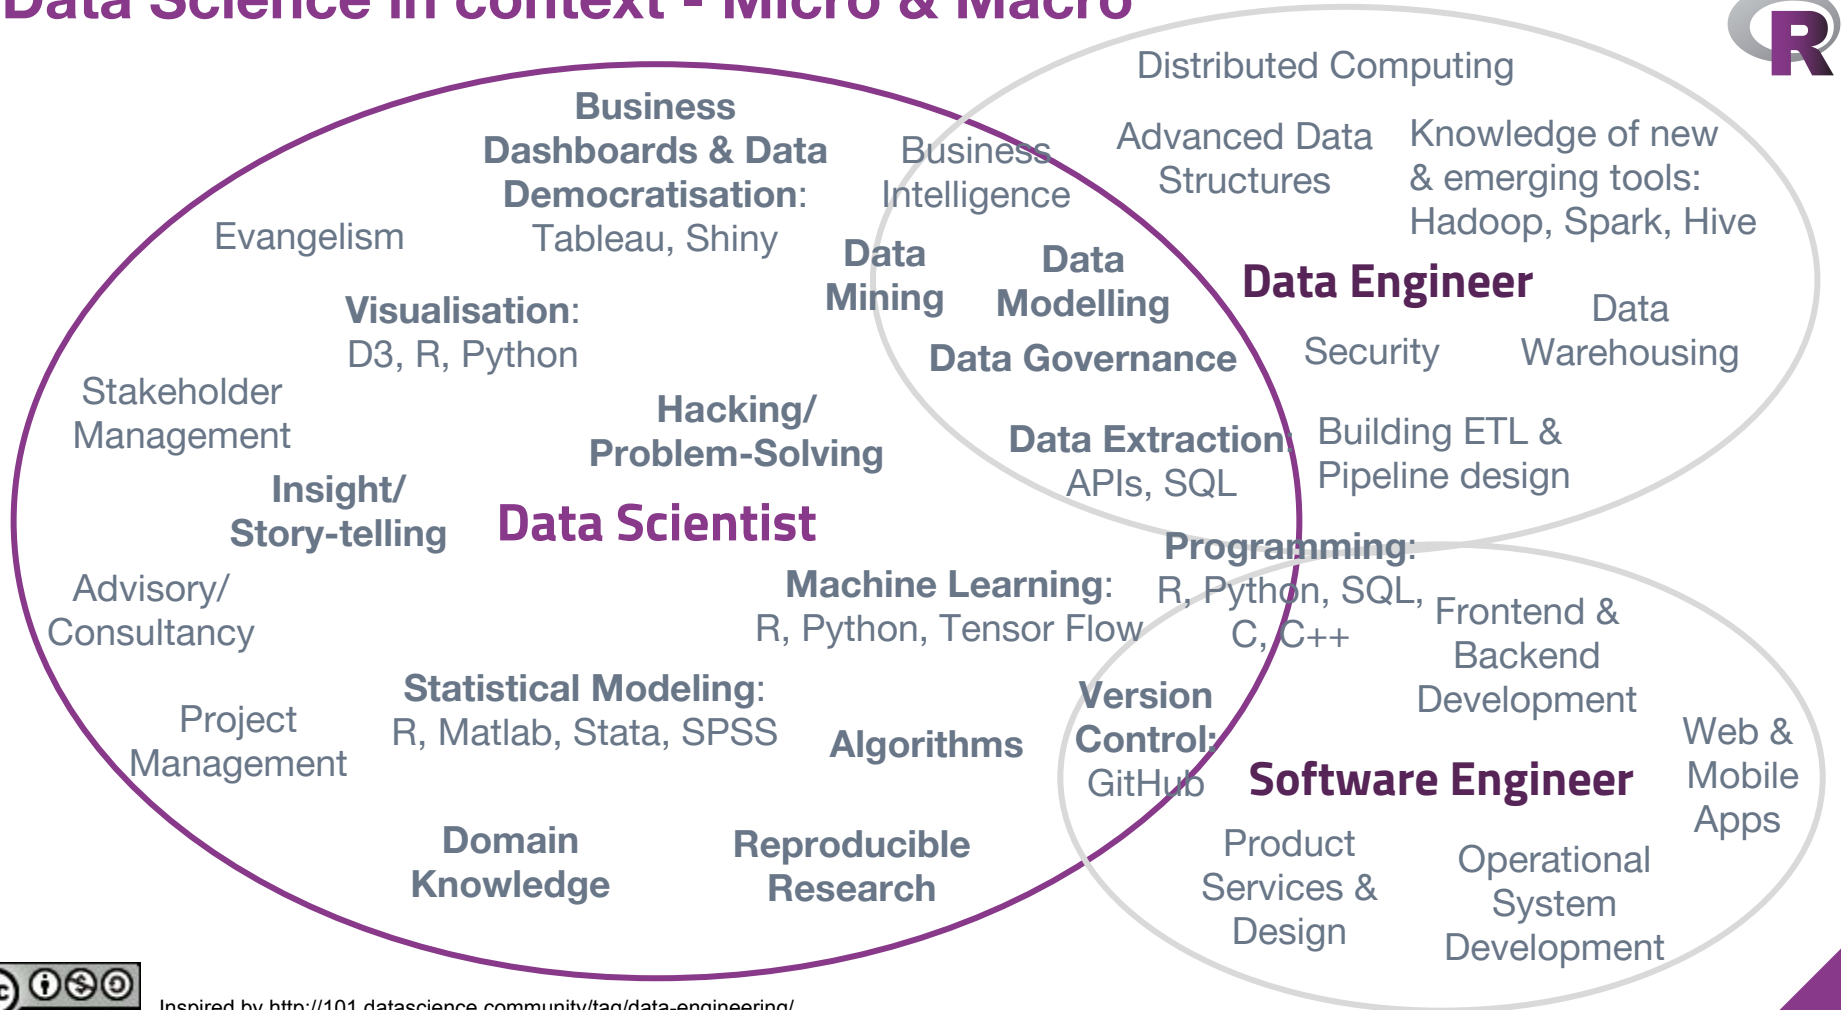 Data Science in context - Micro & Macro
R
Distributed Computing
Business
Dashboards & Data
Democratisation:
Tableau, Shiny
Business
Intelligence
Advanced Data
Structures
Knowledge of new
& emerging tools:
Hadoop, Spark, Hive
Evangelism
Data
Mining
Data
Modelling
Data Engineer
Visualisation:
D3, R, Python
Data Governance
Security
Data
Warehousing
Stakeholder
Management
Hacking/
Problem-Solving
Data Extraction:
APIs, SQL
Building ETL &
Pipeline design
Insight/
Story-telling
Data Scientist
Programming:
R, Python, SQL,
C, C++
Advisory/
Consultancy
Machine Learning:
R, Python, Tensor Flow
Frontend &
Backend
Development
Statistical Modeling:
R, Matlab, Stata, SPSS
Project
Management
Algorithms
Version
Control:
GitHub
Software Engineer
Web &
Mobile
Apps
Domain
Knowledge
Reproducible
Research
Product
Services &
Design
Operational
System
Development
cc
Inspired by http://101.datascience.community/tag/data-engineering/